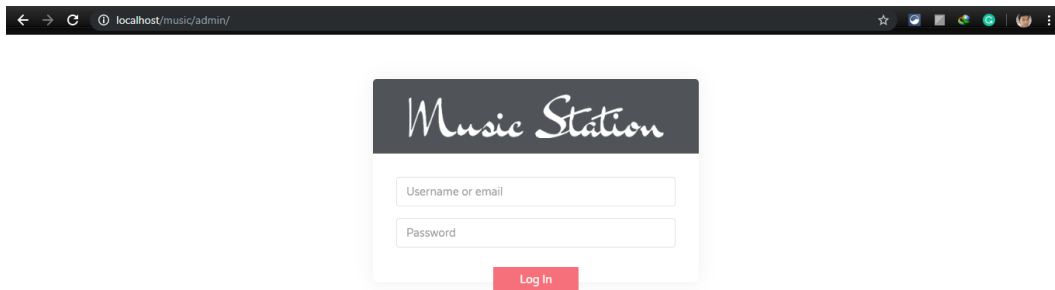 localhost/music/admin/
Music Station
Username or email
Password
Log In